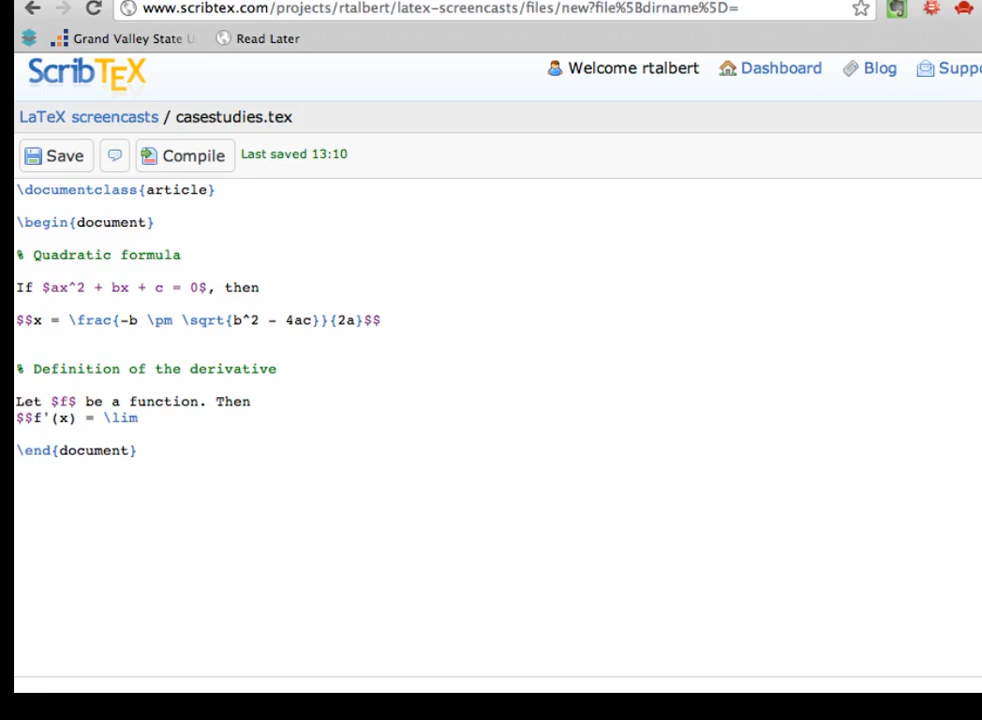 www.scribtex.com/projects/rtalbert/latex-screencasts/files/new?file%5Bdirname%5D=
Grand Valley State U
Read Later
ScribTEX
Welcome rtalbert
Dashboard
Blog
Suppo
LaTeX screencasts / casestudies.tex
Save
Compile
Last saved 13:10
\documentclass{article}
\begin{document}
% Quadratic formula
If $ax^2 + bx + c = 0$, then
$$x = \frac{-b \pm \sqrt{b^2 - 4ac}}{2a}$$
% Definition of the derivative
Let $f$ be a function. Then
$$f'(x) = \lim
\end{document}